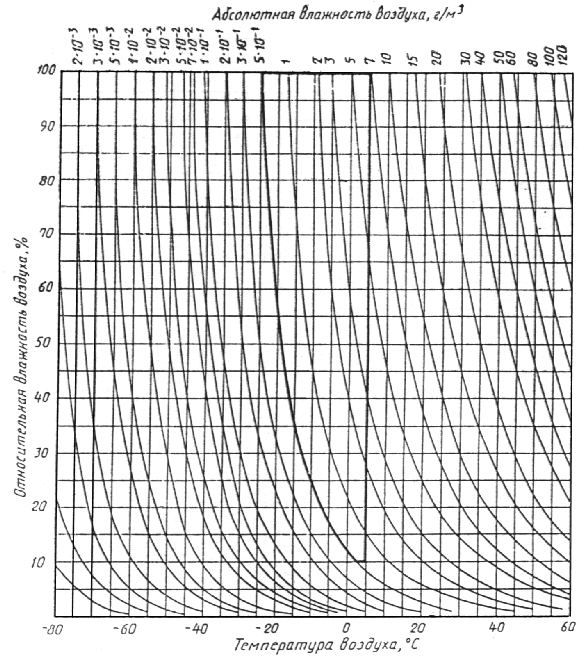 Абсолютная влажность воздуха, г/м³
2·10⁻³ 3·10⁻³ 5·10⁻³ 1·10⁻² 2·10⁻² 3·10⁻² 5·10⁻² 7·10⁻² 1·10⁻¹ 2·10⁻¹ 3·10⁻¹ 5·10⁻¹ 1 2 3 5 7 10 15 20 30 40 50 60 80 100 120
Относительная влажность воздуха, %
100
90
80
70
60
50
40
30
20
10
0
-80 -60 -40 -20 0 20 40 60
Температура воздуха, °С